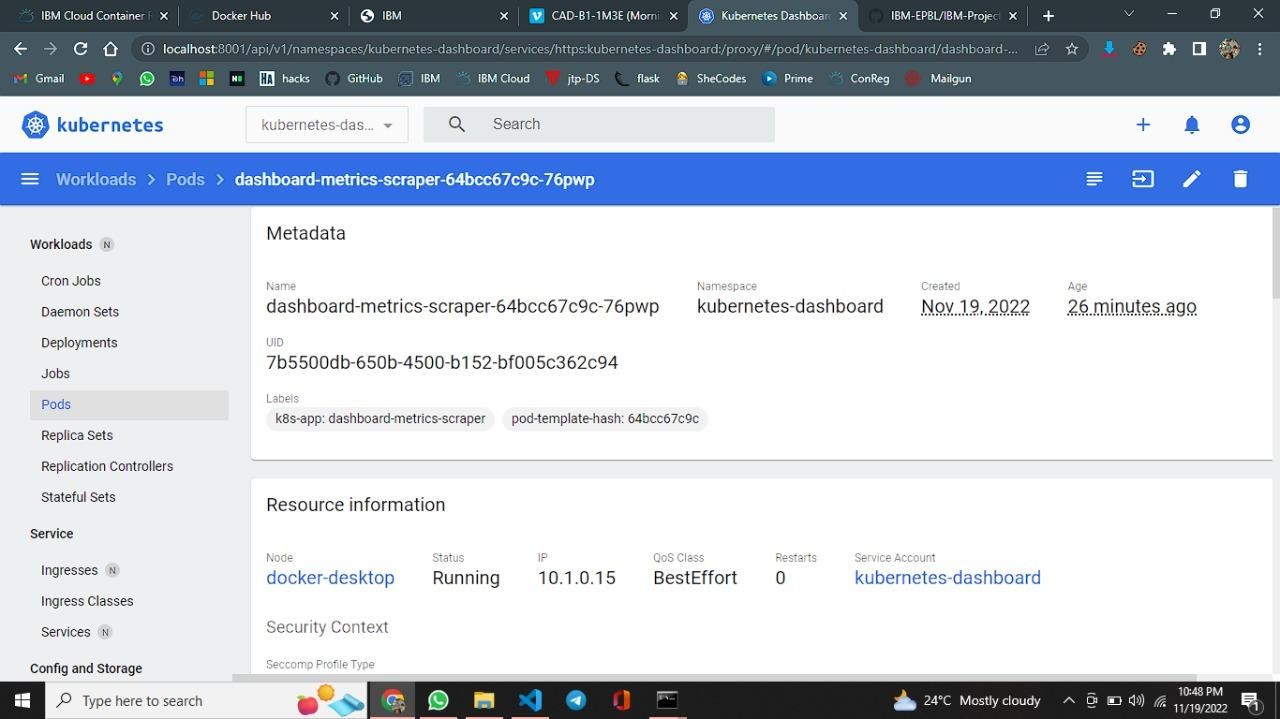 IBM Cloud Container R
Docker Hub
IBM
CAD-B1-1M3E (Mornin
Kubernetes Dashboard
IBM-EPBL/IBM-Project
localhost:8001/api/v1/namespaces/kubernetes-dashboard/services/https:kubernetes-dashboard:/proxy/#/pod/kubernetes-dashboard/dashboard-...
Gmail
hacks
GitHub
IBM
IBM Cloud
jtp-DS
flask
SheCodes
Prime
ConReg
Mailgun
kubernetes
kubernetes-das...
Search
Workloads > Pods > dashboard-metrics-scraper-64bcc67c9c-76pwp
Workloads N
Cron Jobs
Daemon Sets
Deployments
Jobs
Pods
Replica Sets
Replication Controllers
Stateful Sets
Service
Ingresses N
Ingress Classes
Services N
Config and Storage
Metadata
Name
dashboard-metrics-scraper-64bcc67c9c-76pwp
Namespace
kubernetes-dashboard
Created
Nov 19, 2022
Age
26 minutes ago
UID
7b5500db-650b-4500-b152-bf005c362c94
Labels
k8s-app: dashboard-metrics-scraper
pod-template-hash: 64bcc67c9c
Resource information
Node
docker-desktop
Status
Running
IP
10.1.0.15
QoS Class
BestEffort
Restarts
0
Service Account
kubernetes-dashboard
Security Context
Seccomp Profile Type
Type here to search
24°C Mostly cloudy
10:48 PM
11/19/2022
1